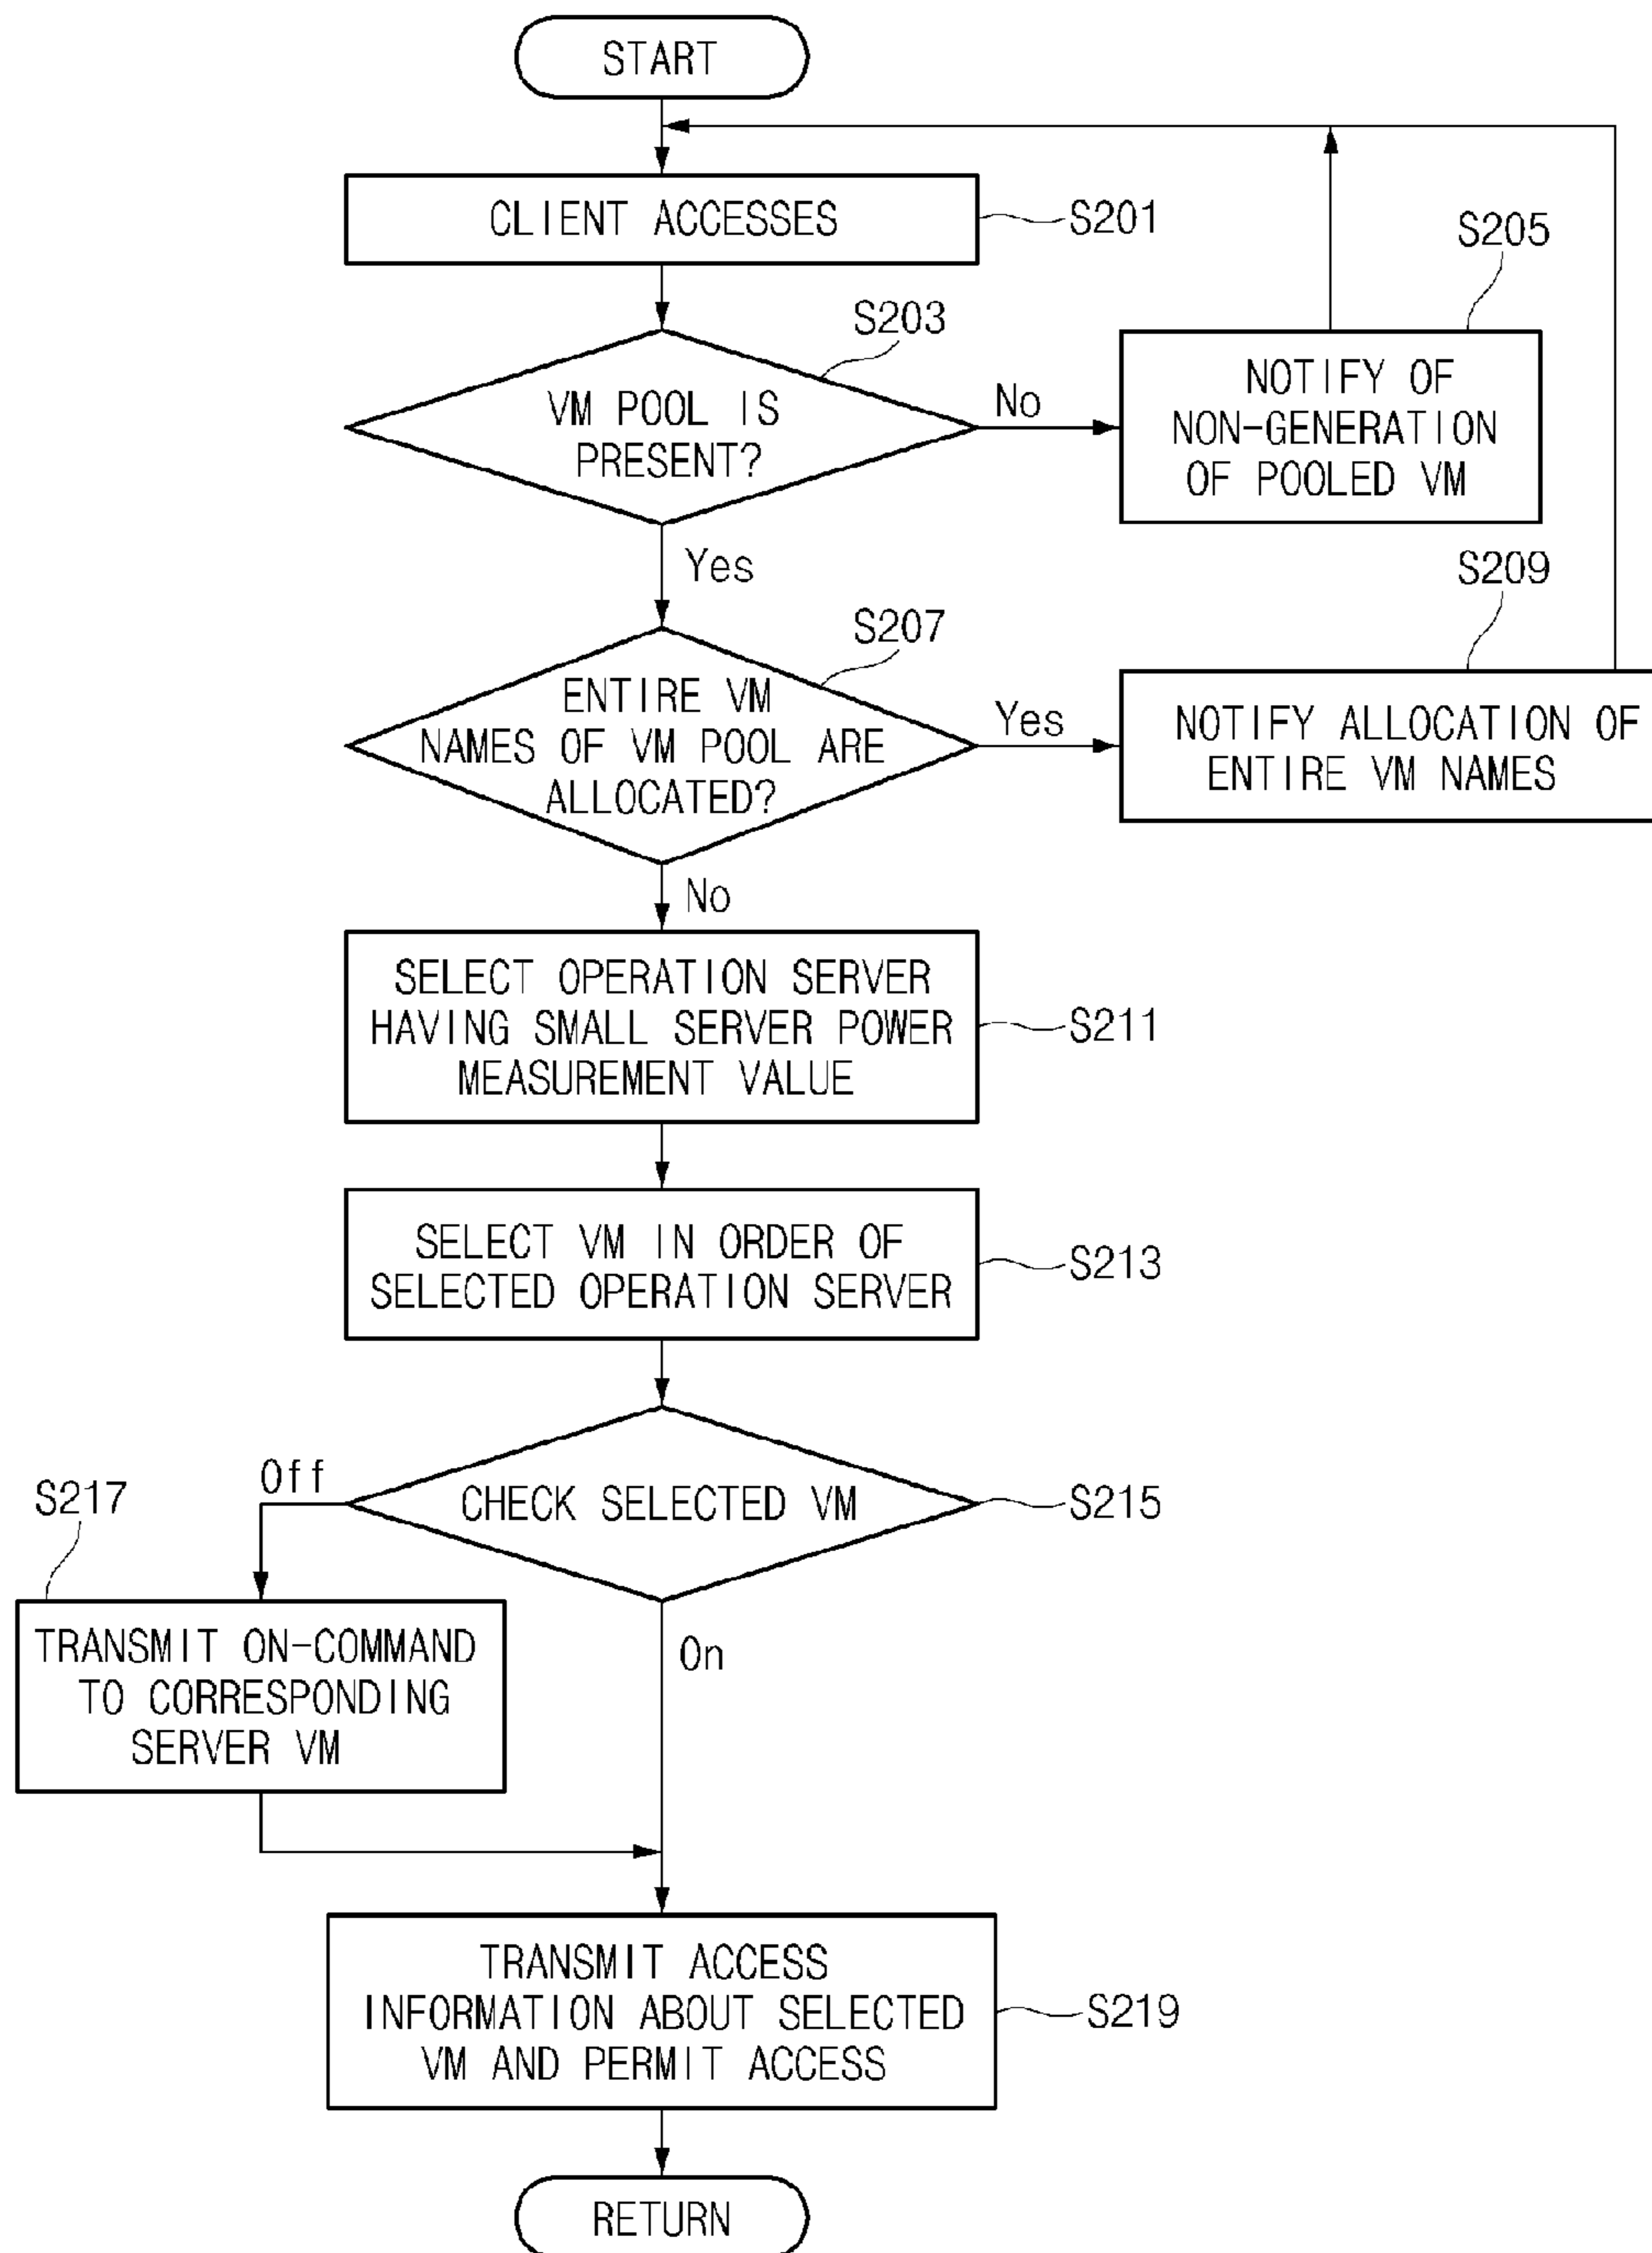 START
CLIENT ACCESSES
S201
S205
S203
VM POOL IS
PRESENT?
No
NOTIFY OF
NON-GENERATION
OF POOLED VM
Yes
S209
S207
ENTIRE VM
NAMES OF VM POOL ARE
ALLOCATED?
Yes
NOTIFY ALLOCATION OF
ENTIRE VM NAMES
No
SELECT OPERATION SERVER
HAVING SMALL SERVER POWER
MEASUREMENT VALUE
S211
SELECT VM IN ORDER OF
SELECTED OPERATION SERVER
S213
Off
S217
CHECK SELECTED VM
S215
TRANSMIT ON-COMMAND
TO CORRESPONDING
SERVER VM
On
TRANSMIT ACCESS
INFORMATION ABOUT SELECTED
VM AND PERMIT ACCESS
S219
RETURN